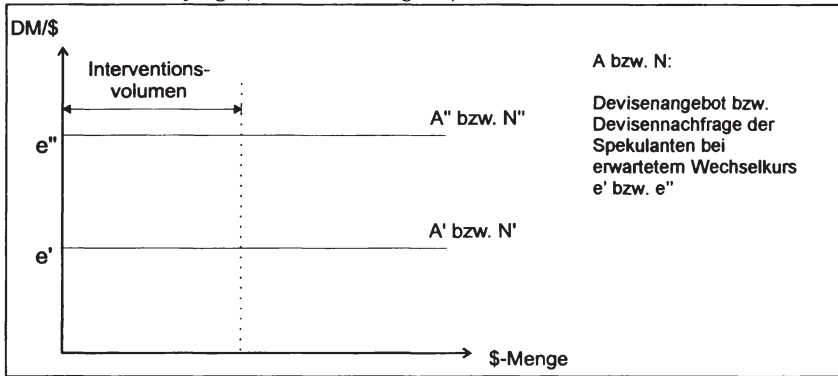 DM/$
Interventions-
volumen
A bzw. N:
Devisenangebot bzw.
Devisennachfrage der
Spekulanten bei
erwartetem Wechselkurs
e' bzw. e''
A'' bzw. N''
e''
A' bzw. N'
e'
$-Menge